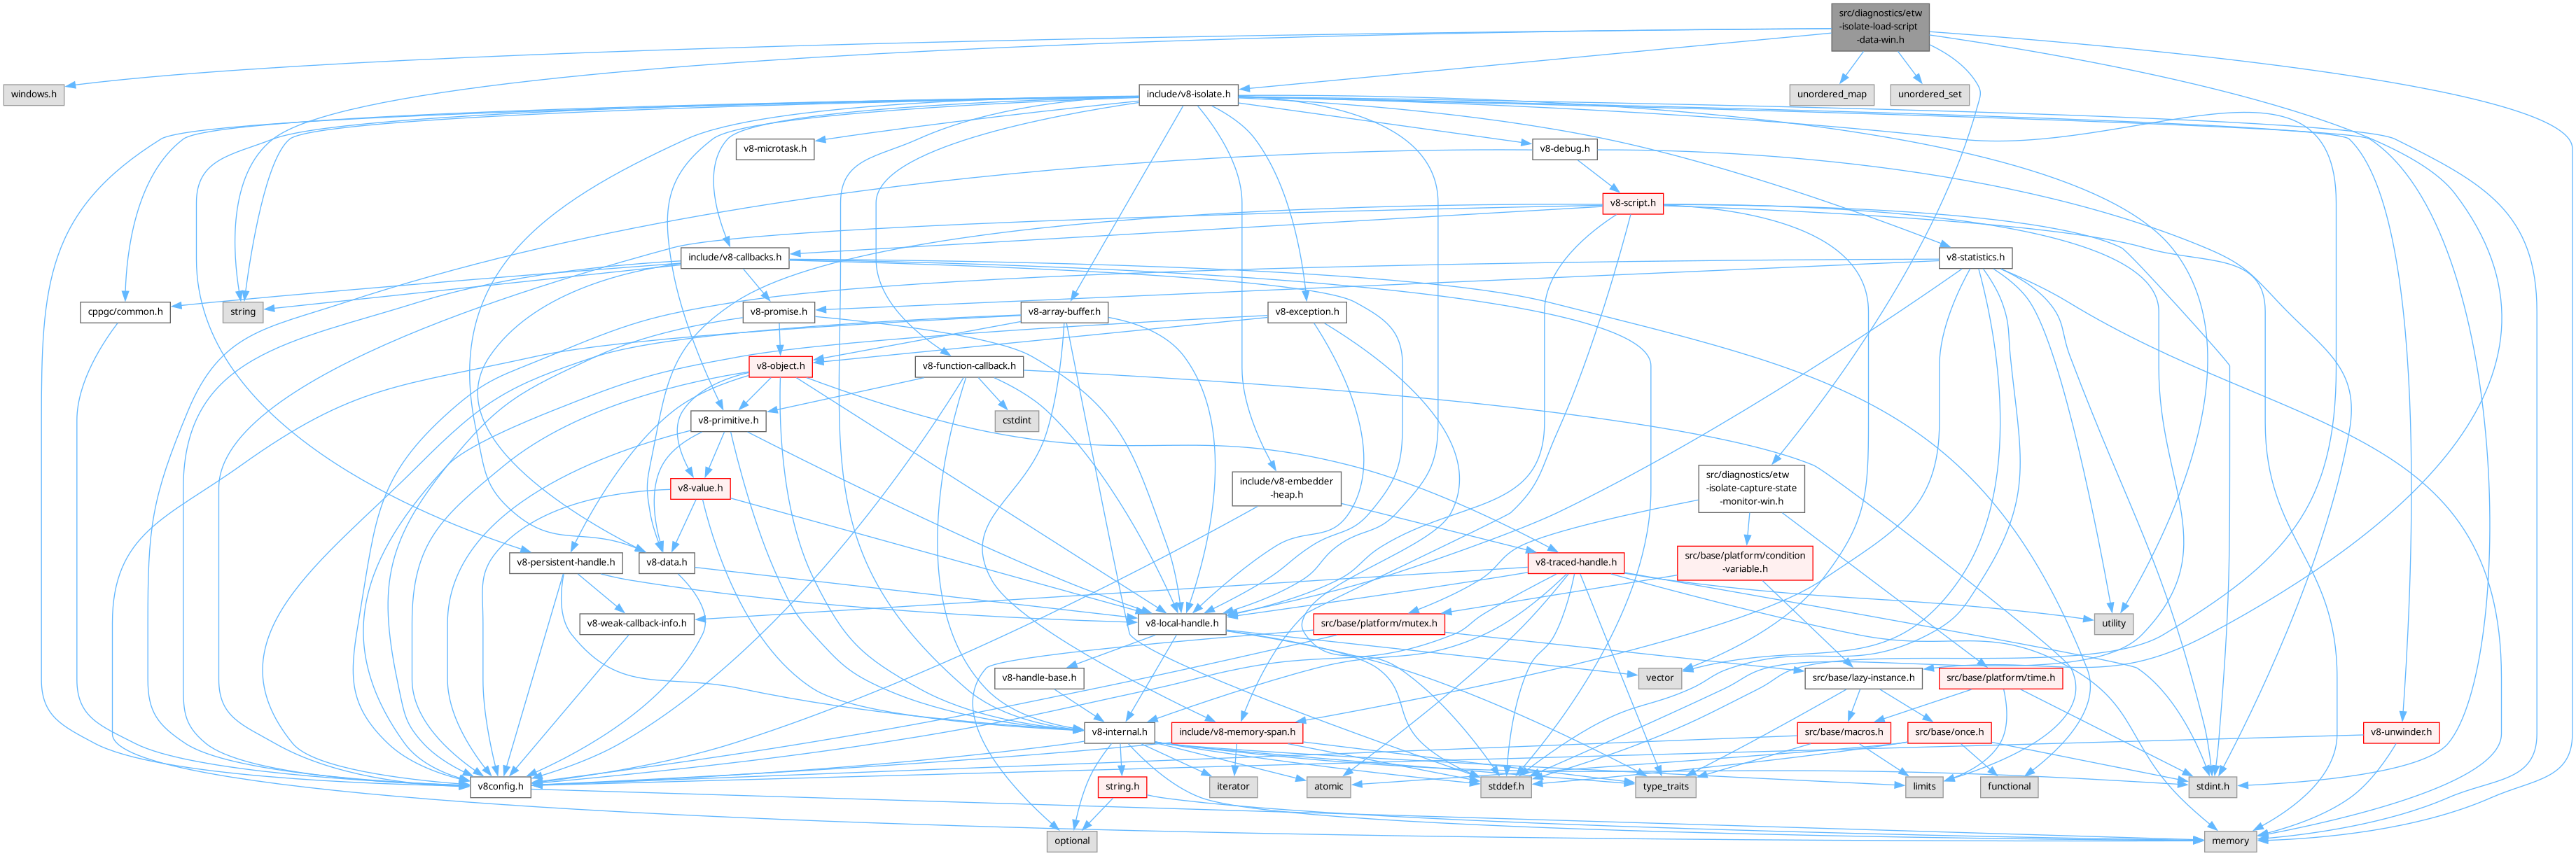 src/diagnostics/etw
-isolate-load-script
-data-win.h
windows.h
include/v8-isolate.h
unordered_map
unordered_set
v8-microtask.h
v8-debug.h
v8-script.h
include/v8-callbacks.h
v8-statistics.h
cppgc/common.h
string
v8-promise.h
v8-array-buffer.h
v8-exception.h
v8-object.h
v8-function-callback.h
v8-primitive.h
cstdint
v8-value.h
include/v8-embedder
-heap.h
src/diagnostics/etw
-isolate-capture-state
-monitor-win.h
v8-persistent-handle.h
v8-data.h
v8-traced-handle.h
src/base/platform/condition
-variable.h
v8-weak-callback-info.h
v8-local-handle.h
src/base/platform/mutex.h
utility
v8-handle-base.h
vector
src/base/lazy-instance.h
src/base/platform/time.h
v8-internal.h
include/v8-memory-span.h
src/base/macros.h
src/base/once.h
v8-unwinder.h
v8config.h
string.h
iterator
atomic
stddef.h
type_traits
limits
functional
stdint.h
optional
memory